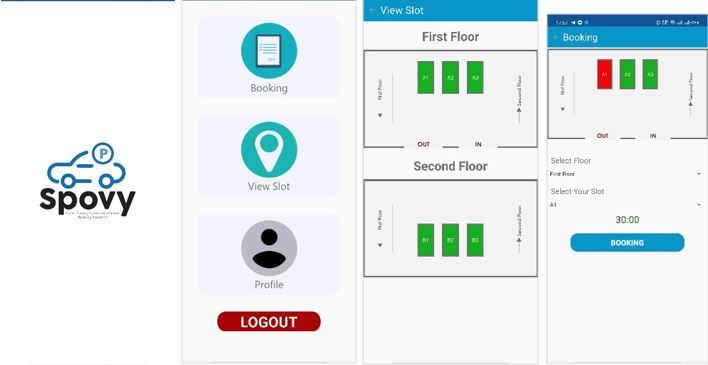 P
Spovy
Booking
View Slot
Profile
LOGOUT
View Slot
First Floor
A1 A2 A3
First Floor
Second Floor
OUT IN
Second Floor
First Floor
Second Floor
B1 B2 B3
Booking
A1 A2 A3
First Floor
Second Floor
OUT IN
Select Floor
First Floor
Select Your Slot
A1
30:00
BOOKING